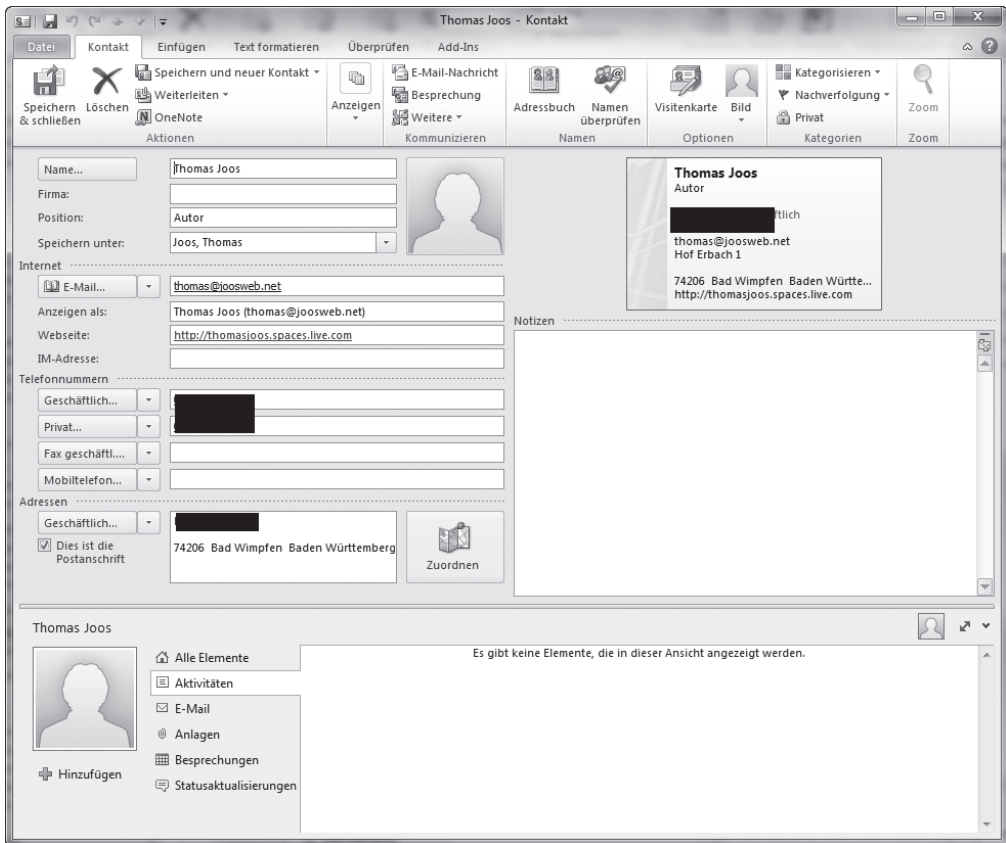 Thomas Joos - Kontakt
Datei Kontakt Einfügen Text formatieren Überprüfen Add-Ins
Speichern & schließen
Löschen
Speichern und neuer Kontakt
Weiterleiten
OneNote
Aktionen
Anzeigen
E-Mail-Nachricht
Besprechung
Weitere
Kommunizieren
Adressbuch
Namen überprüfen
Namen
Visitenkarte
Bild
Optionen
Kategorisieren
Nachverfolgung
Privat
Kategorien
Zoom
Zoom
Name... Thomas Joos
Firma:
Position: Autor
Speichern unter: Joos, Thomas
Internet
E-Mail... thomas@joosweb.net
Anzeigen als: Thomas Joos (thomas@joosweb.net)
Webseite: http://thomasjoos.spaces.live.com
IM-Adresse:
Telefonnummern
Geschäftlich...
Privat...
Fax geschäftl....
Mobiltelefon...
Adressen
Geschäftlich...
Dies ist die
Postanschrift
74206 Bad Wimpfen Baden Württemberg
Zuordnen
Thomas Joos
Autor
ftlich
thomas@joosweb.net
Hof Erbach 1
74206 Bad Wimpfen Baden Württe...
http://thomasjoos.spaces.live.com
Notizen
Thomas Joos
Hinzufügen
Alle Elemente
Aktivitäten
E-Mail
Anlagen
Besprechungen
Statusaktualisierungen
Es gibt keine Elemente, die in dieser Ansicht angezeigt werden.